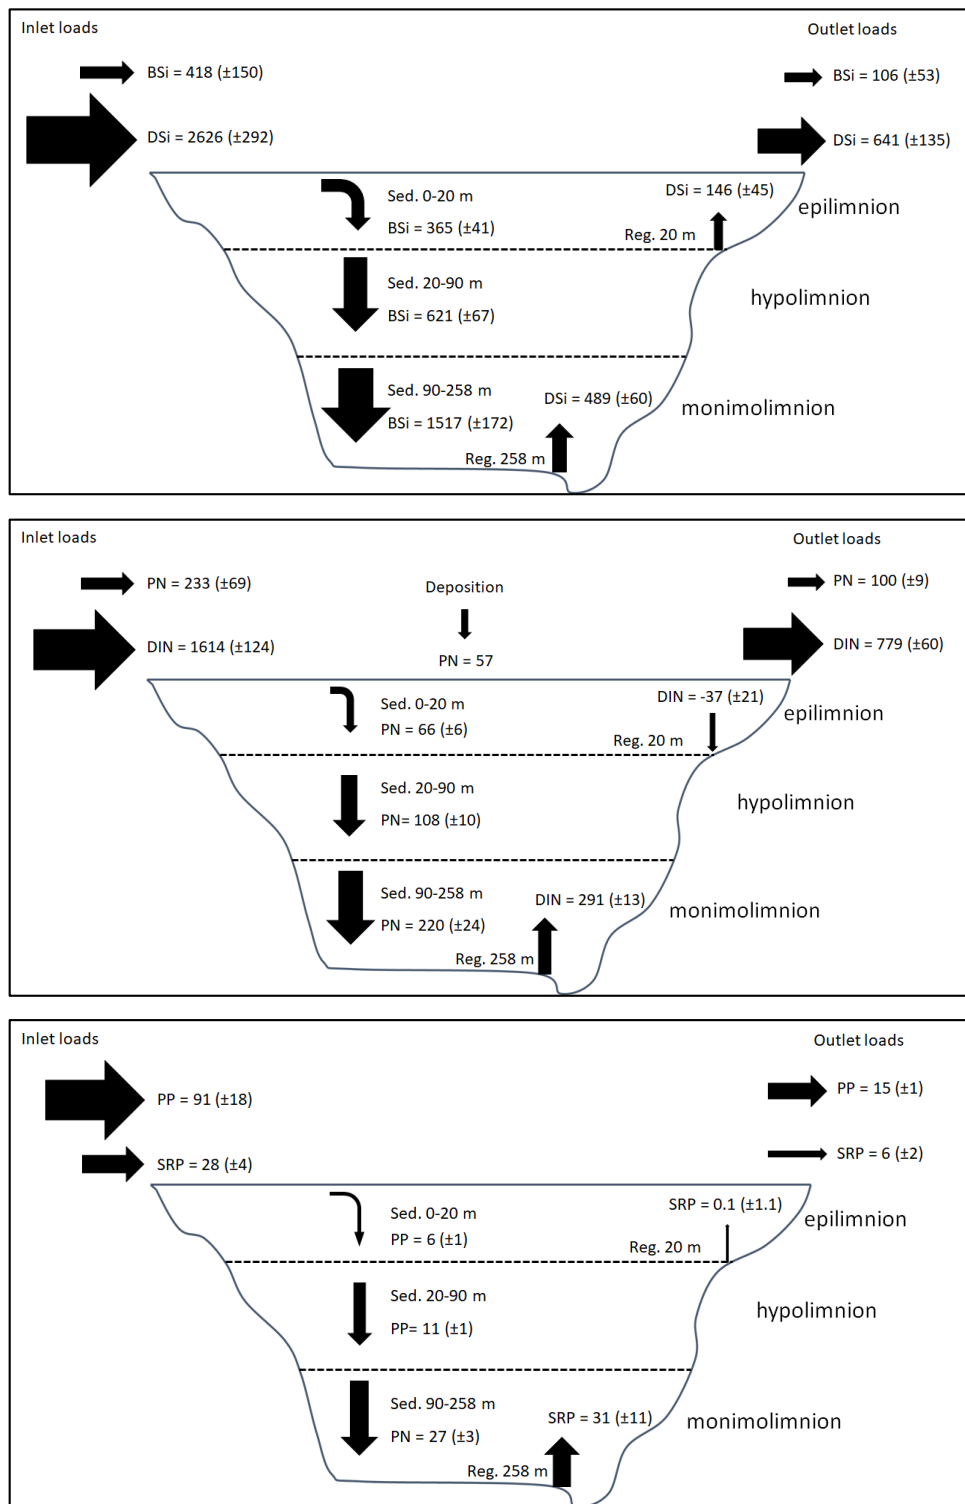 Inlet loads
Outlet loads
BSi = 418 (±150)
BSi = 106 (±53)
DSi = 2626 (±292)
DSi = 641 (±135)
Sed. 0-20 m
DSi = 146 (±45)
epilimnion
BSi = 365 (±41)
Reg. 20 m
Sed. 20-90 m
hypolimnion
BSi = 621 (±67)
Sed. 90-258 m
DSi = 489 (±60)
monimolimnion
BSi = 1517 (±172)
Reg. 258 m
Inlet loads
Outlet loads
PN = 233 (±69)
Deposition
PN = 100 (±9)
DIN = 1614 (±124)
DIN = 779 (±60)
PN = 57
Sed. 0-20 m
DIN = -37 (±21)
epilimnion
PN = 66 (±6)
Reg. 20 m
Sed. 20-90 m
hypolimnion
PN= 108 (±10)
Sed. 90-258 m
DIN = 291 (±13)
monimolimnion
PN = 220 (±24)
Reg. 258 m
Inlet loads
Outlet loads
PP = 91 (±18)
PP = 15 (±1)
SRP = 28 (±4)
SRP = 6 (±2)
Sed. 0-20 m
SRP = 0.1 (±1.1)
epilimnion
PP = 6 (±1)
Reg. 20 m
Sed. 20-90 m
hypolimnion
PP= 11 (±1)
Sed. 90-258 m
SRP = 31 (±11)
monimolimnion
PN = 27 (±3)
Reg. 258 m